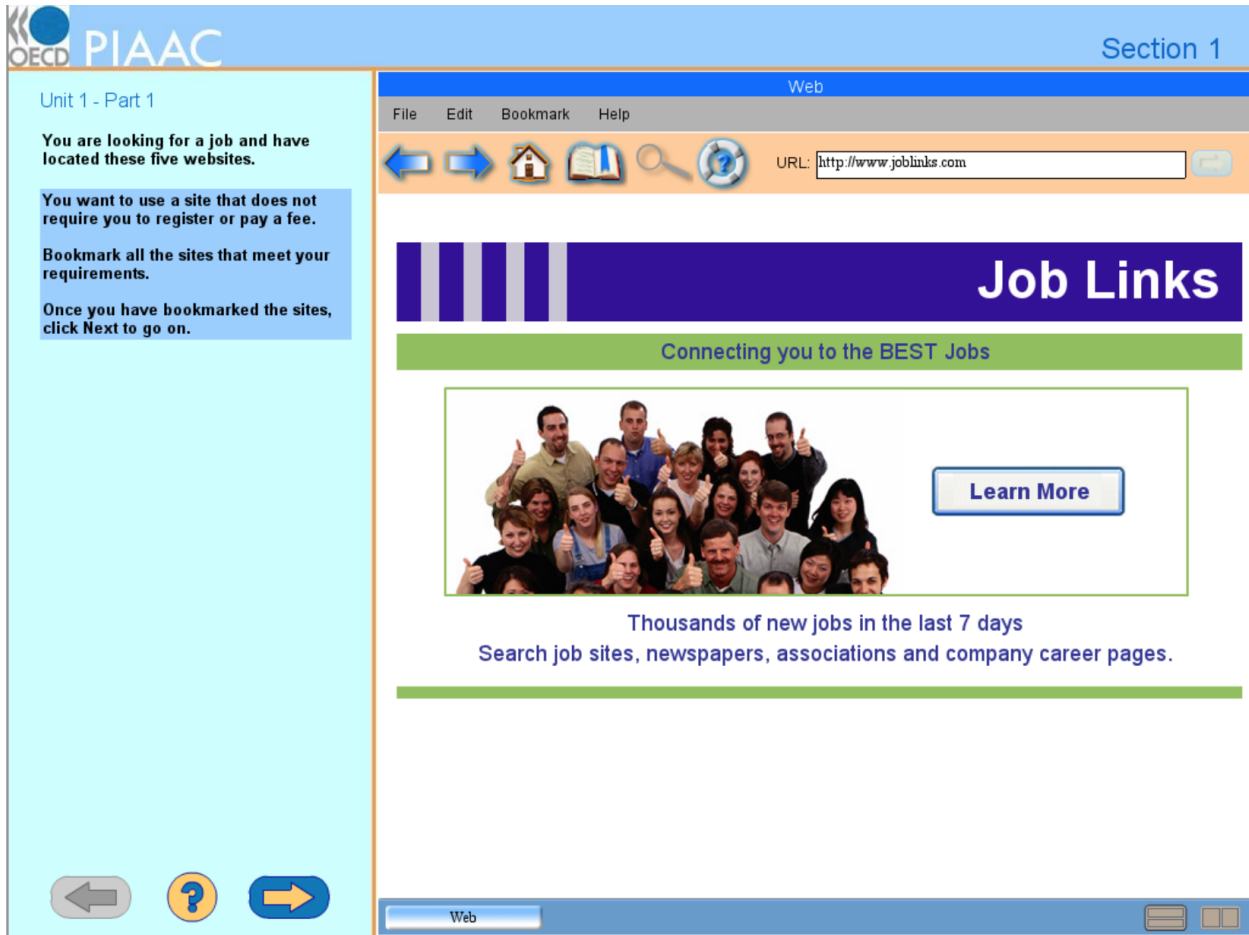 OECD PIAAC
Section 1
Unit 1 - Part 1
You are looking for a job and have
located these five websites.
You want to use a site that does not
require you to register or pay a fee.
Bookmark all the sites that meet your
requirements.
Once you have bookmarked the sites,
click Next to go on.
Web
File Edit Bookmark Help
URL: http://www.joblinks.com
Job Links
Connecting you to the BEST Jobs
Learn More
Thousands of new jobs in the last 7 days
Search job sites, newspapers, associations and company career pages.
?
Web